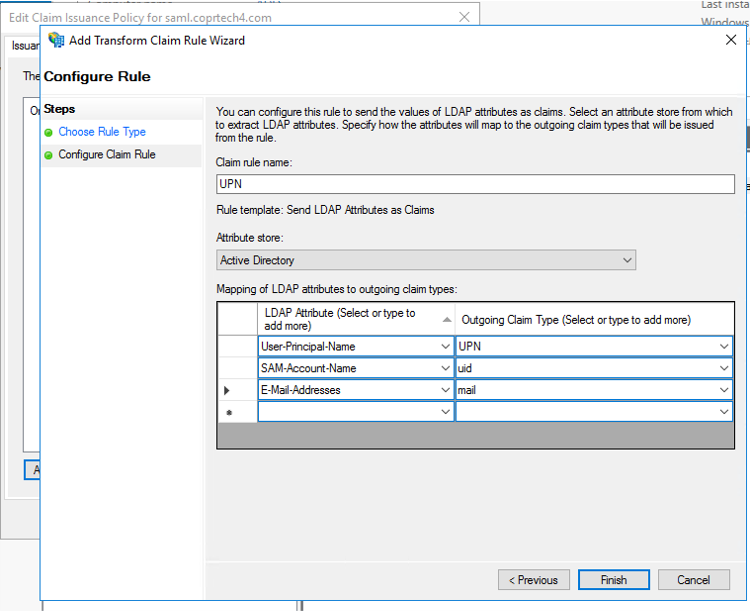 Last insta
Edit Claim Issuance Policy for saml.coprtech4.com
Windows
Issuar
Add Transform Claim Rule Wizard
The
Configure Rule
Steps
Choose Rule Type
Configure Claim Rule
You can configure this rule to send the values of LDAP attributes as claims. Select an attribute store from which
to extract LDAP attributes. Specify how the attributes will map to the outgoing claim types that will be issued
from the rule.
Claim rule name:
UPN
Rule template: Send LDAP Attributes as Claims
Attribute store:
Active Directory
Mapping of LDAP attributes to outgoing claim types:
LDAP Attribute (Select or type to
add more)
Outgoing Claim Type (Select or type to add more)
User-Principal-Name UPN
SAM-Account-Name uid
E-Mail-Addresses mail
A
< Previous Finish Cancel